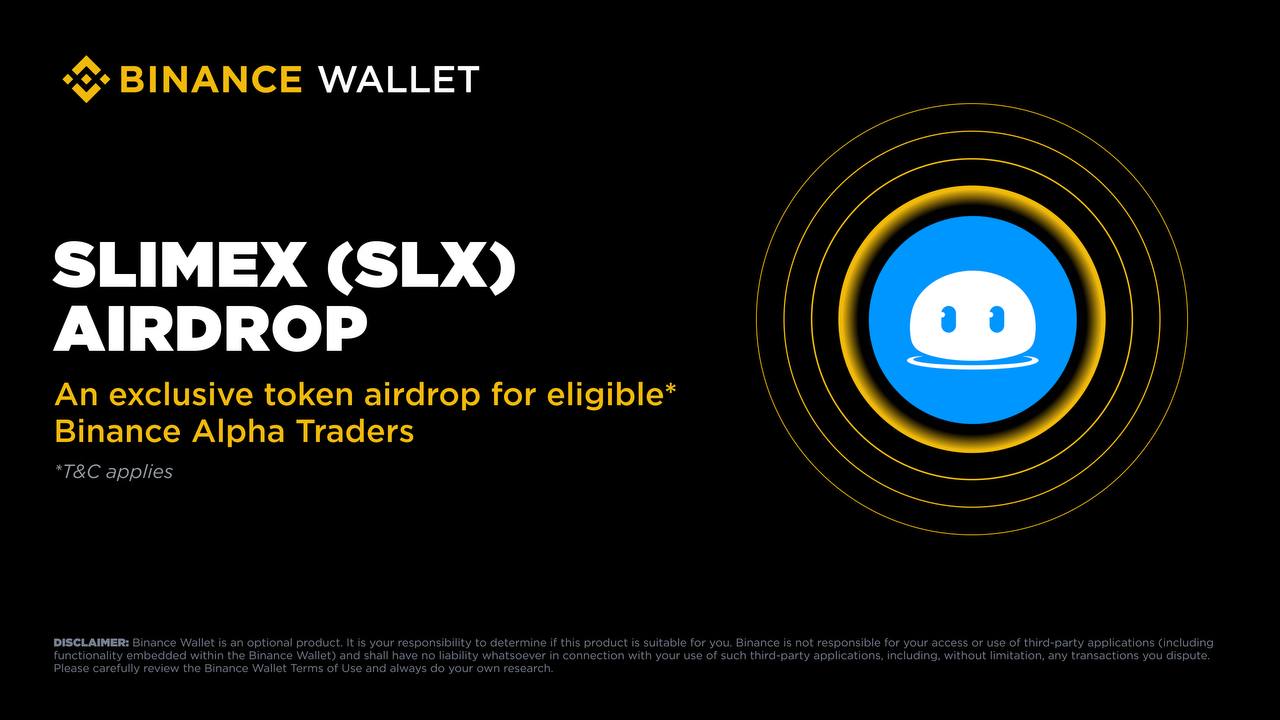 BINANCE WALLET
SLIMEX (SLX)
AIRDROP
An exclusive token airdrop for eligible*
Binance Alpha Traders
*T&C applies
DISCLAIMER: Binance Wallet is an optional product. It is your responsibility to determine if this product is suitable for you. Binance is not responsible for your access or use of third-party applications (including
functionality embedded within the Binance Wallet) and shall have no liability whatsoever in connection with your use of such third-party applications, including, without limitation, any transactions you dispute.
Please carefully review the Binance Wallet Terms of Use and always do your own research.